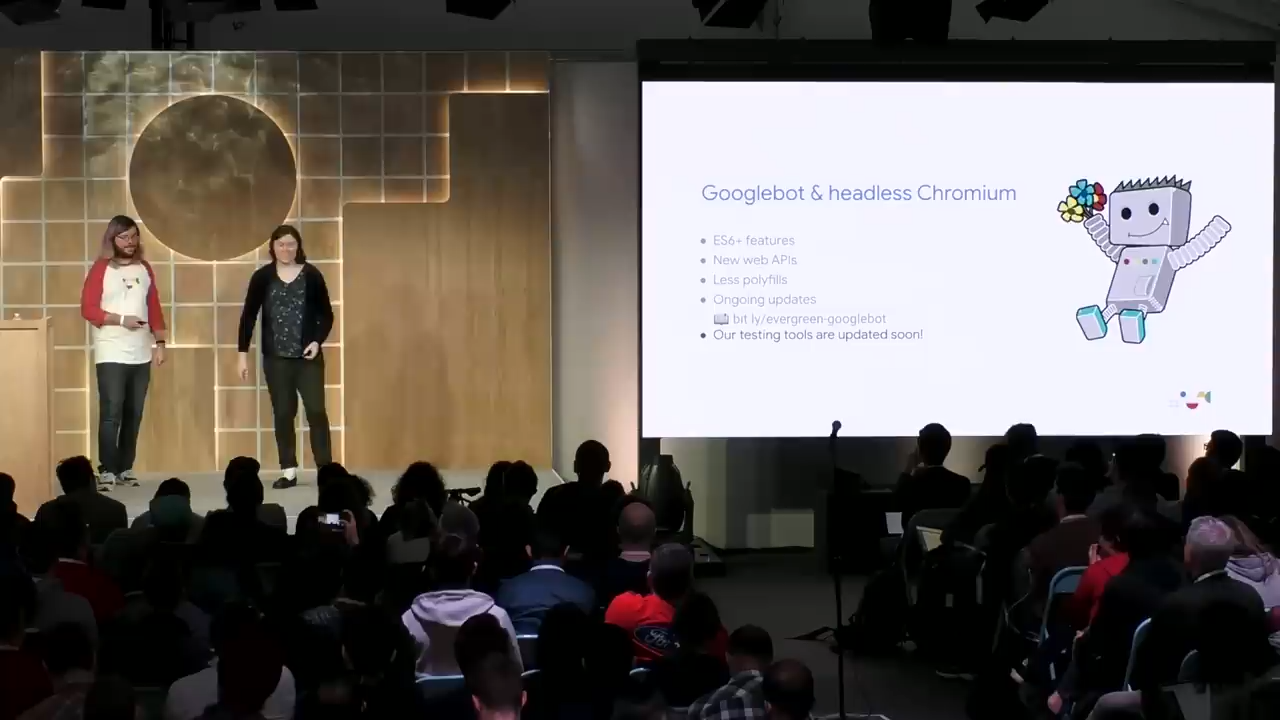 Googlebot & headless Chromium
• ES6+ features
• New web APIs
• Less polyfills
• Ongoing updates
bit ly/evergreen-googlebot
• Our testing tools are updated soon!
Ford